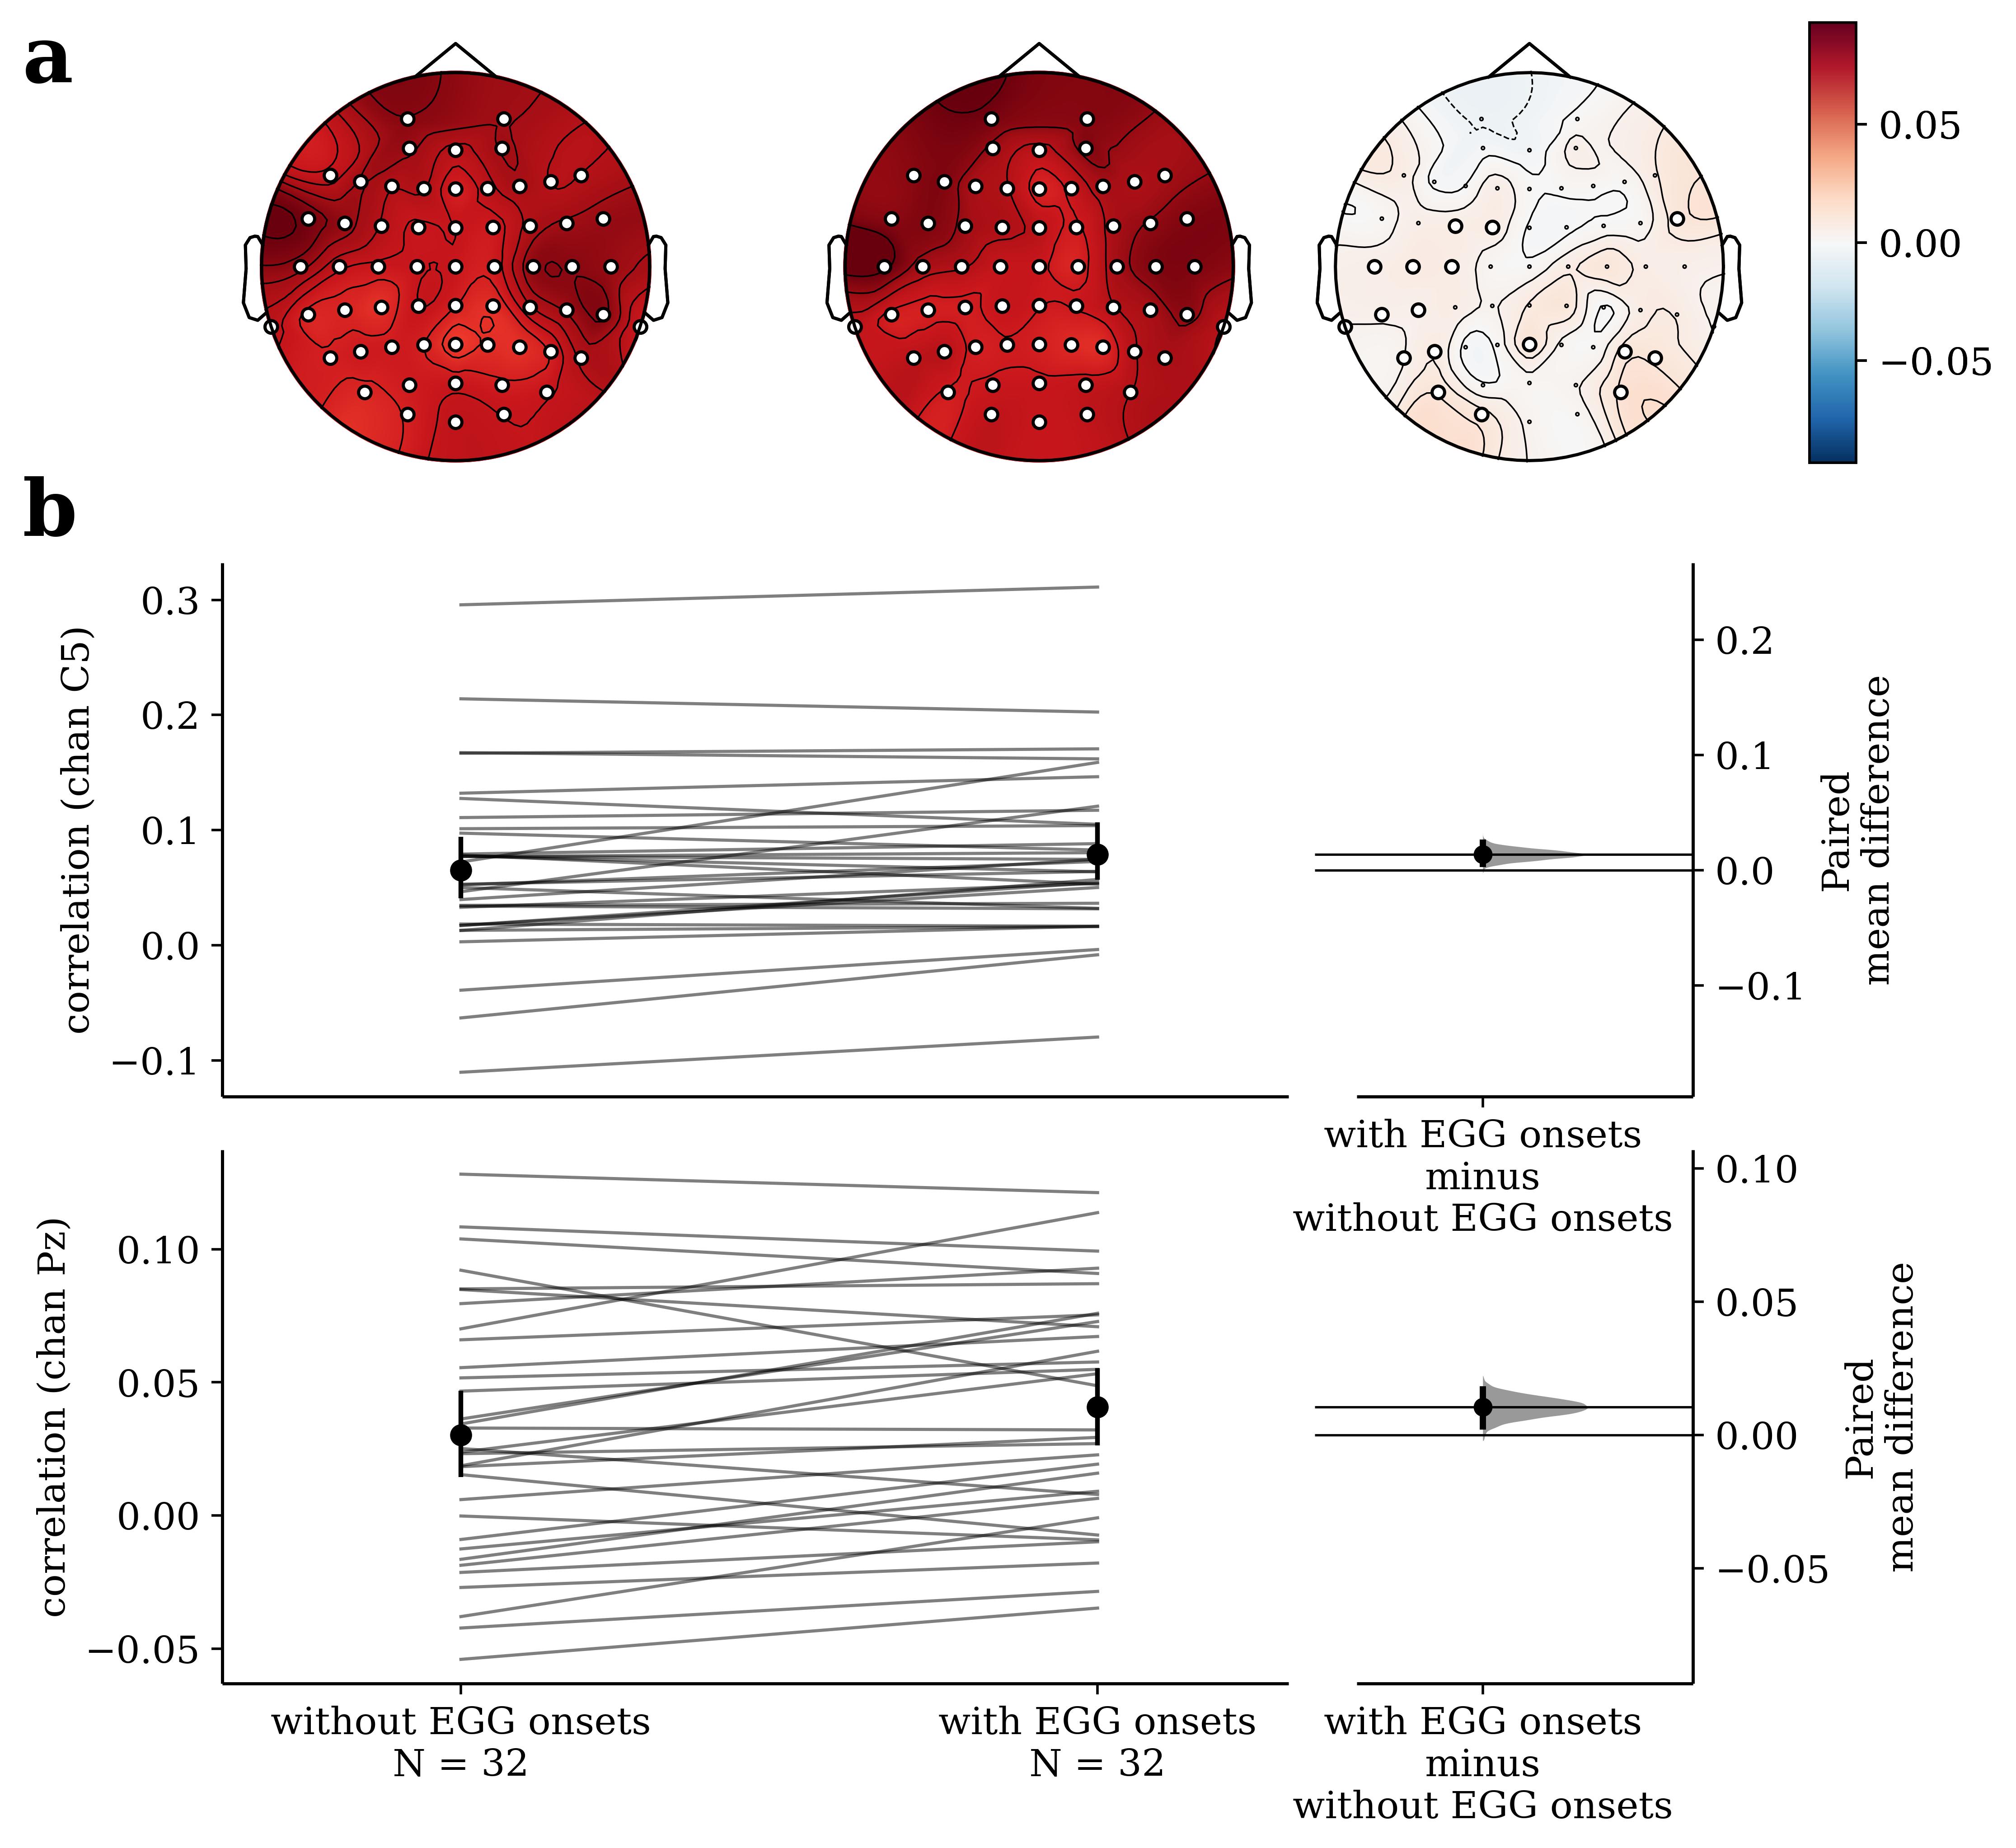 a
0.05
0.00
−0.05
b
correlation (chan C5)
0.3
0.2
0.1
0.0
−0.1
0.2
0.1
0.0
−0.1
Paired
mean difference
with EGG onsets
minus
without EGG onsets
correlation (chan Pz)
0.10
0.05
0.00
−0.05
0.10
0.05
0.00
−0.05
Paired
mean difference
without EGG onsets
N = 32
with EGG onsets
N = 32
with EGG onsets
minus
without EGG onsets